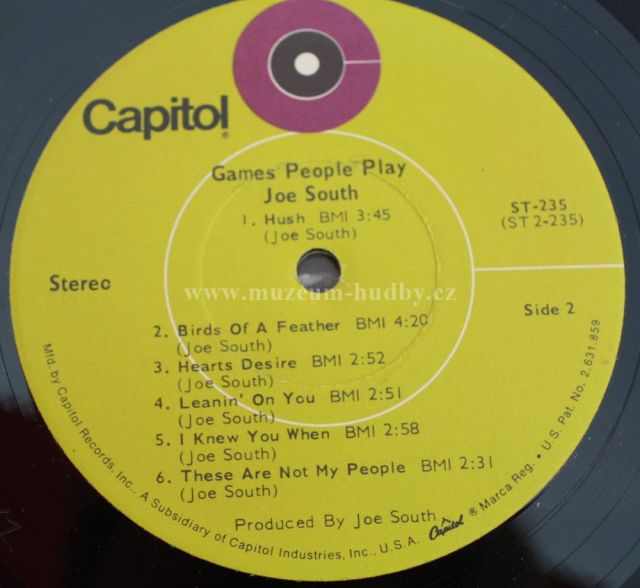 Capitol®
Games People Play
Joe South
1. Hush BMI 3:45
(Joe South)
ST-235
(ST 2-235)
Stereo
www.muzeum-hudby.cz
Side 2
2. Birds Of A Feather BMI 4:20
(Joe South)
3. Hearts Desire BMI 2:52
(Joe South)
4. Leanin' On You BMI 2:51
(Joe South)
5. I Knew You When BMI 2:58
(Joe South)
6. These Are Not My People BMI 2:31
(Joe South)
Produced By Joe South
Mfd. by Capitol Records, Inc., A Subsidiary of Capitol Industries, Inc., U.S.A. Capitol ® Marca Reg. • U.S. Pat. No. 2,631,859